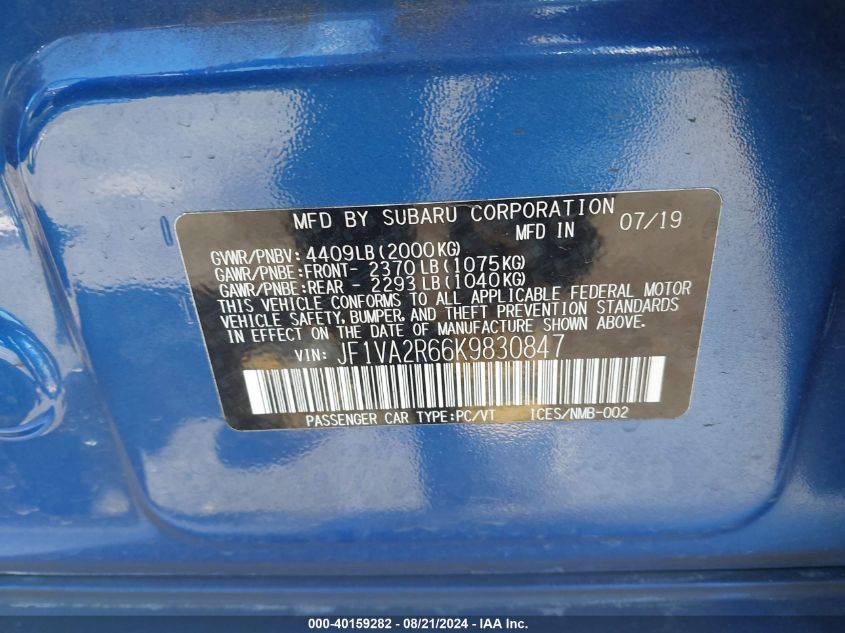 MFD BY SUBARU CORPORATION
MFD IN 07/19
GVWR/PNBV: 4409LB(2000KG)
GAWR/PNBE:FRONT- 2370LB(1075KG)
GAWR/PNBE:REAR - 2293LB(1040KG)
THIS VEHICLE CONFORMS TO ALL APPLICABLE FEDERAL MOTOR
VEHICLE SAFETY, BUMPER, AND THEFT PREVENTION STANDARDS
IN EFFECT ON THE DATE OF MANUFACTURE SHOWN ABOVE.
VIN: JF1VA2R66K9830847
PASSENGER CAR TYPE:PC/VT ICES/NMB-002
000-40159282 - 08/21/2024 - IAAI, Inc.